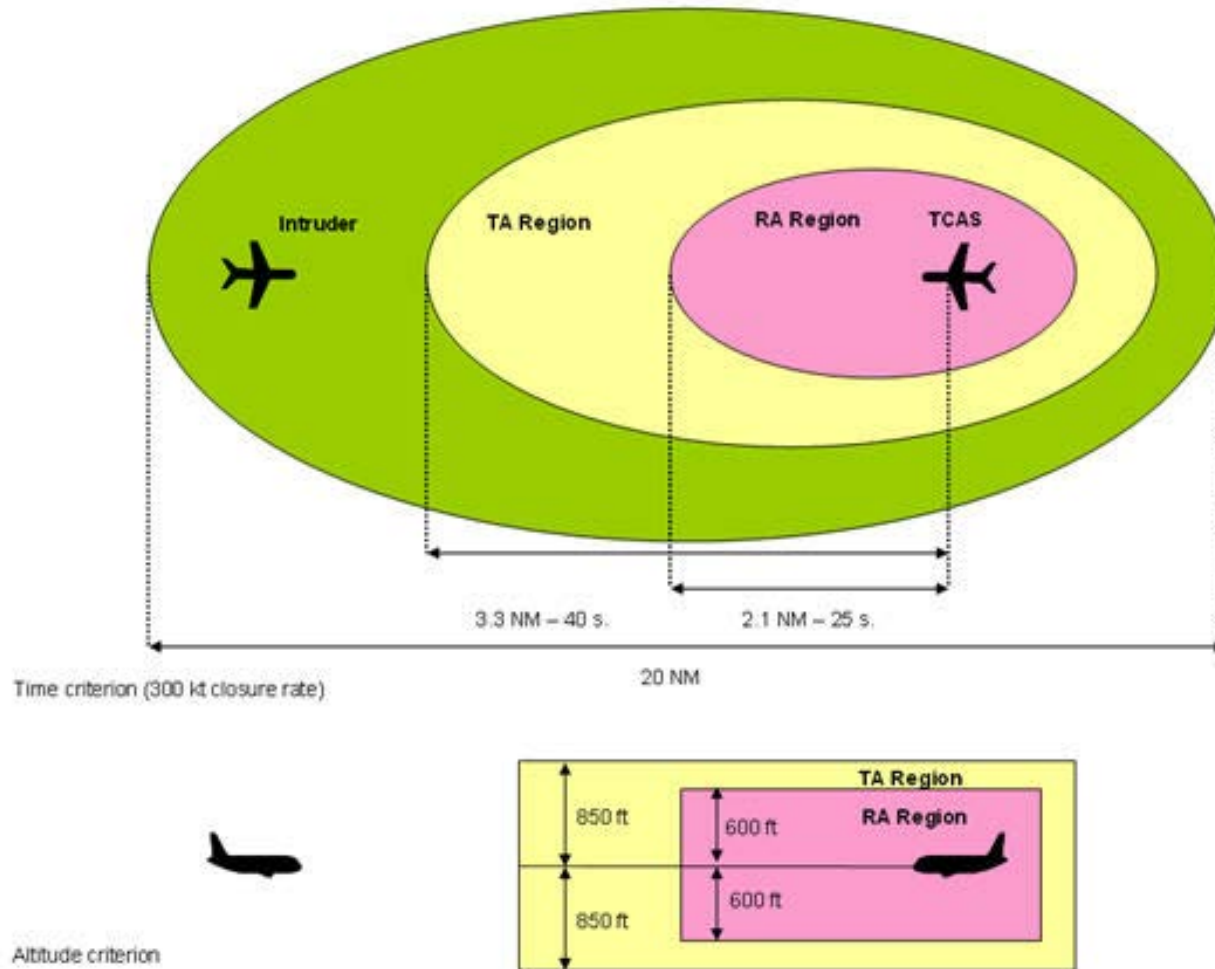 Intruder
TA Region
RA Region
TCAS
3.3 NM – 40 s.
2.1 NM – 25 s.
20 NM
Time criterion (300 kt closure rate)
TA Region
850 ft
600 ft
RA Region
850 ft
600 ft
Altitude criterion